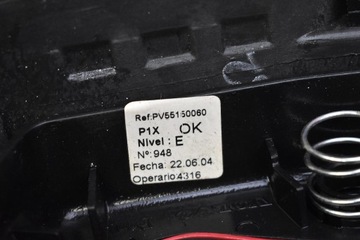 Ref:PV55150060
P1X OK
Nivel : E
Nº:948
Fecha: 22.06.04
Operario:4316